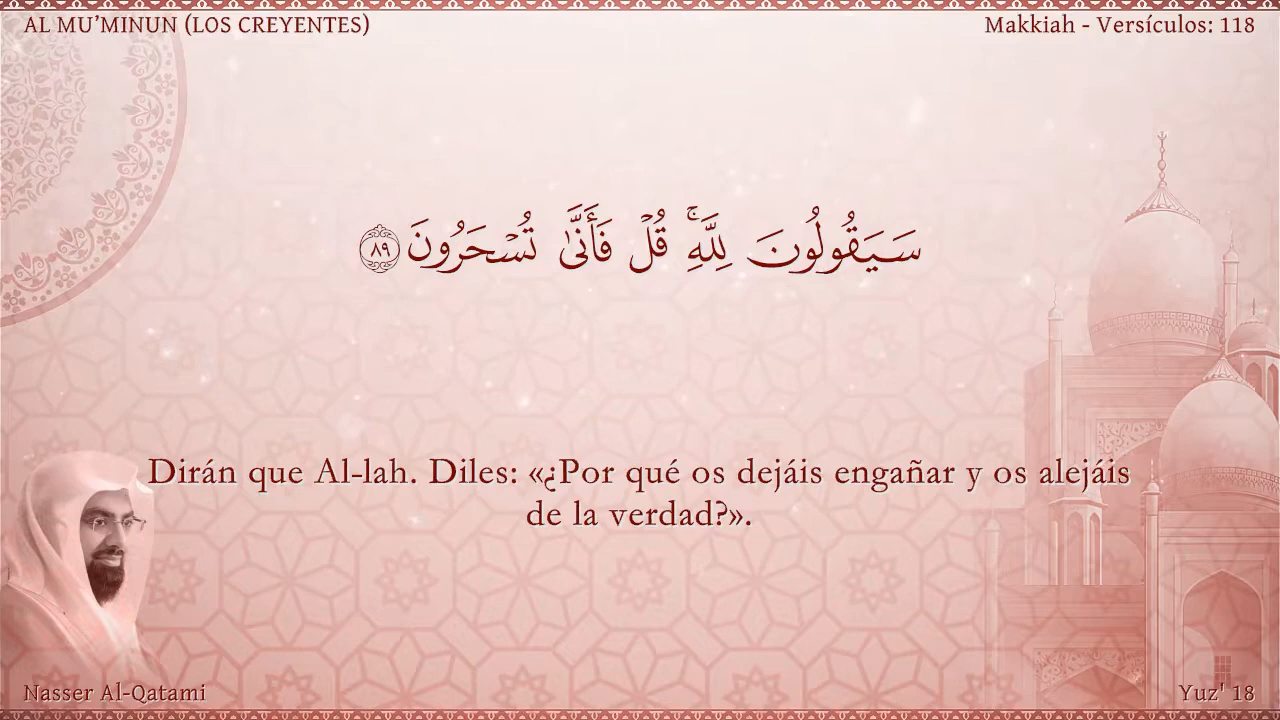 AL MU’MINUN (LOS CREYENTES)
Makkiah - Versículos: 118
سَيَقُولُونَ لِلَّهِۚ قُلۡ فَأَنَّىٰ تُسۡحَرُونَ ٨٩
Dirán que Al-lah. Diles: «¿Por qué os dejáis engañar y os alejáis
de la verdad?».
Nasser Al-Qatami
Yuz' 18